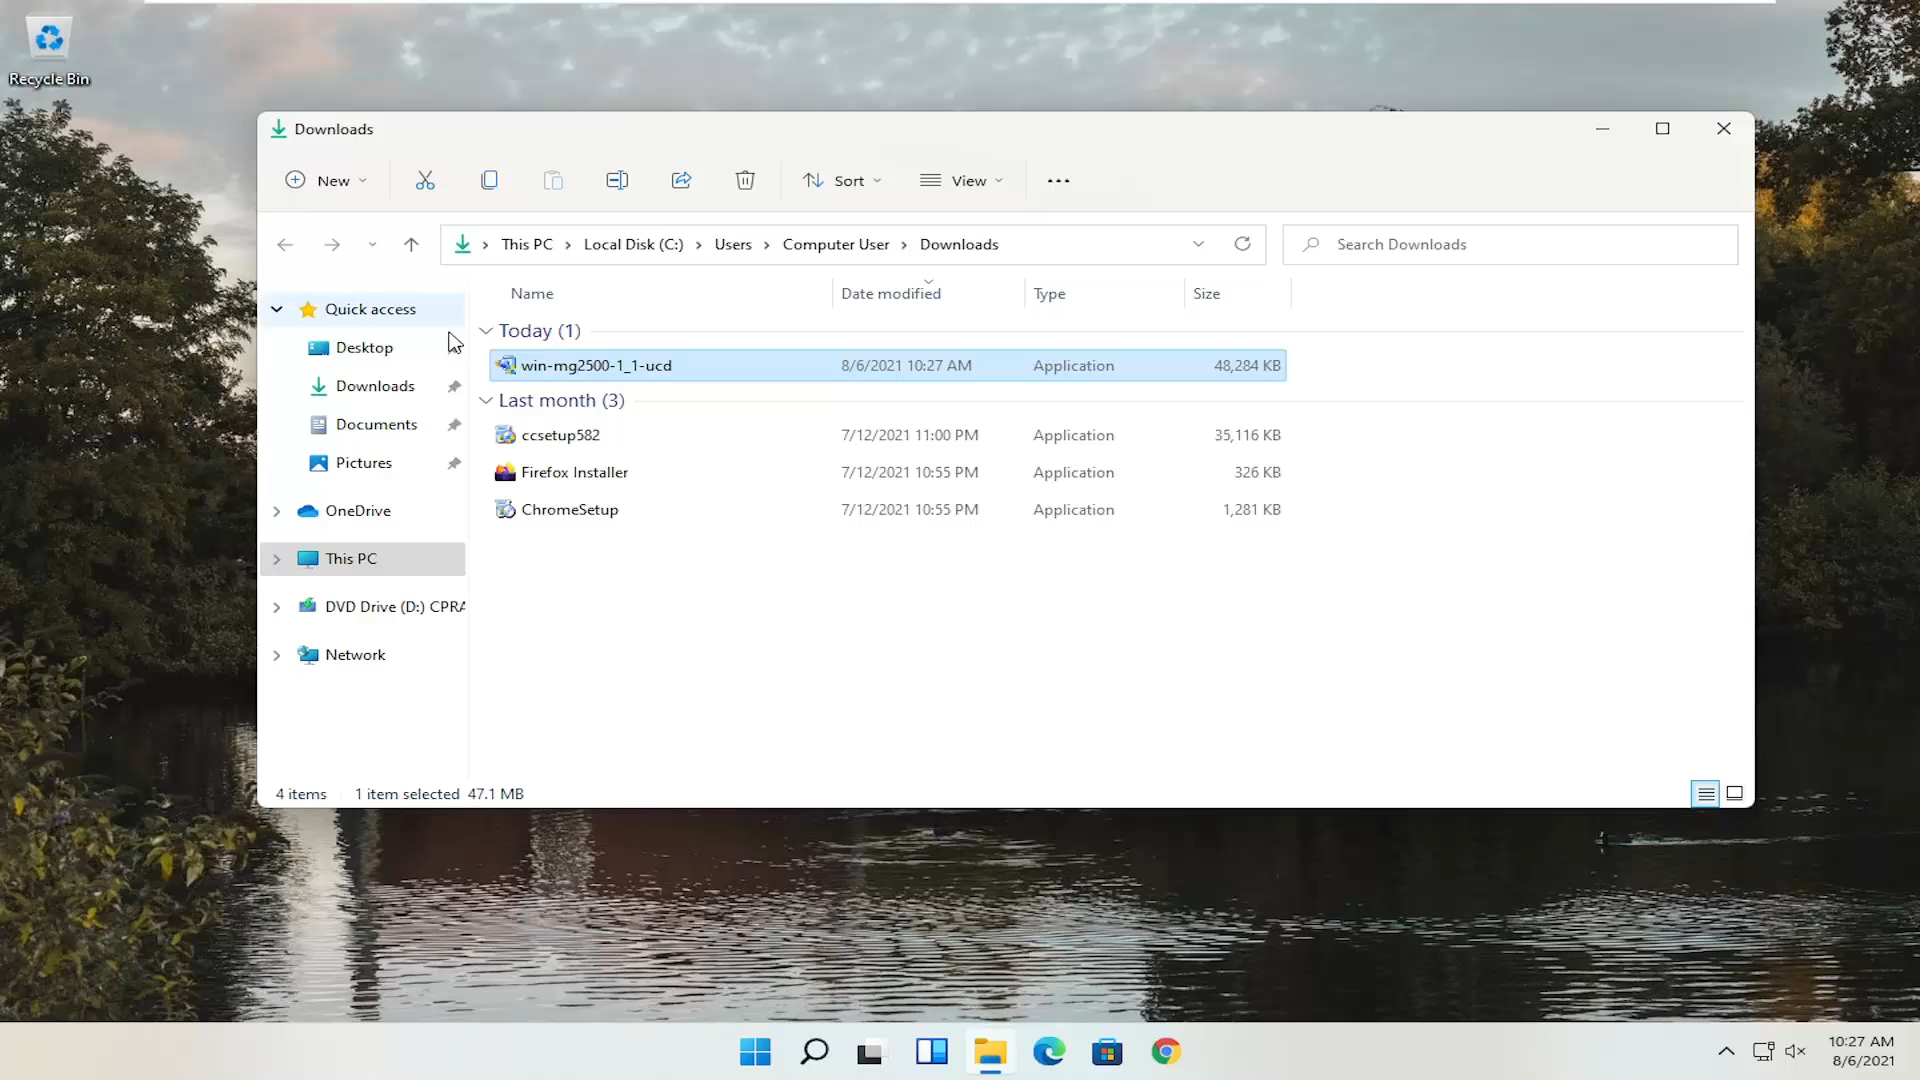 Recycle Bin
Downloads
New
Sort
View
This PC > Local Disk (C:) > Users > Computer User > Downloads
Search Downloads
Name Date modified Type Size
Quick access
Desktop
Downloads
Documents
Pictures
OneDrive
This PC
DVD Drive (D:) CPRA
Network
Today (1)
win-mg2500-1_1-ucd 8/6/2021 10:27 AM Application 48,284 KB
Last month (3)
ccsetup582 7/12/2021 11:00 PM Application 35,116 KB
Firefox Installer 7/12/2021 10:55 PM Application 326 KB
ChromeSetup 7/12/2021 10:55 PM Application 1,281 KB
4 items 1 item selected 47.1 MB
10:27 AM
8/6/2021